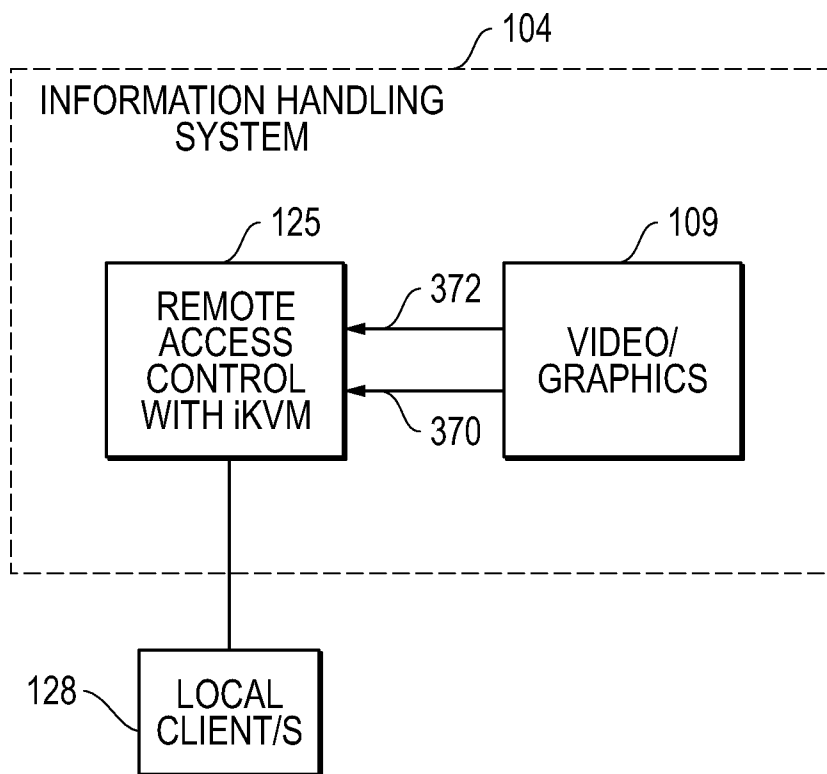 104
INFORMATION HANDLING
SYSTEM
125
109
REMOTE
ACCESS
CONTROL
WITH iKVM
372
370
VIDEO/
GRAPHICS
128
LOCAL
CLIENT/S